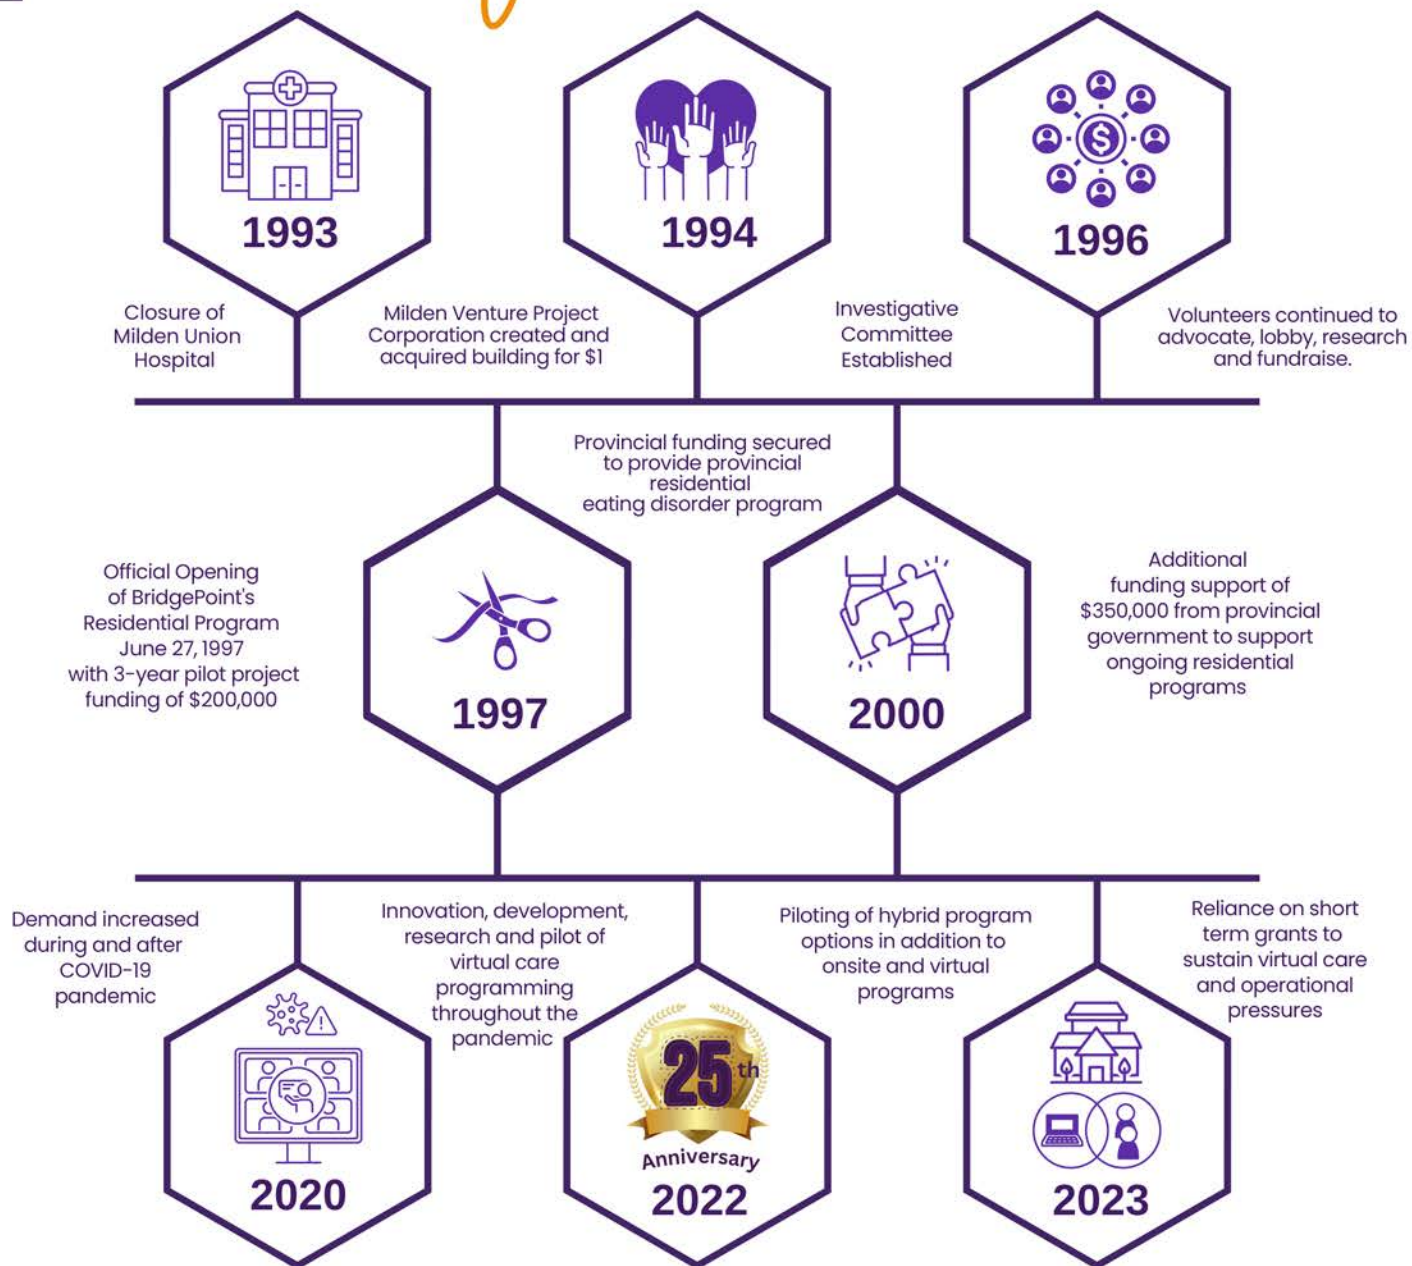 1993
1994
1996
Closure of
Milden Union
Hospital
Milden Venture Project
Corporation created and
acquired building for $1
Investigative
Committee
Established
Volunteers continued to
advocate, lobby, research
and fundraise.
Provincial funding secured
to provide provincial
residential
eating disorder program
Official Opening
of BridgePoint's
Residential Program
June 27, 1997
with 3-year pilot project
funding of $200,000
1997
2000
Additional
funding support of
$350,000 from provincial
government to support
ongoing residential
programs
Demand increased
during and after
COVID-19
pandemic
Innovation, development,
research and pilot of
virtual care
programming
throughout the
pandemic
Piloting of hybrid program
options in addition to
onsite and virtual
programs
Reliance on short
term grants to
sustain virtual care
and operational
pressures
2020
25th
Anniversary
2022
2023